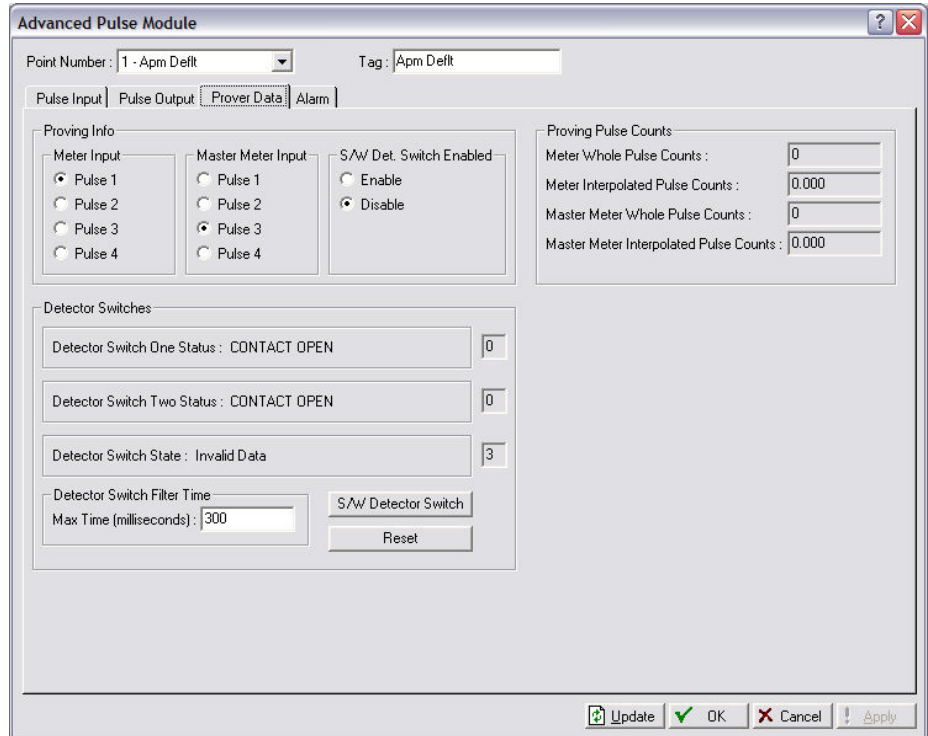 Advanced Pulse Module
Point Number : 1 - Apm Deflt Tag : Apm Deflt
Pulse Input Pulse Output Prover Data Alarm
Proving Info
Meter Input
Pulse 1
Pulse 2
Pulse 3
Pulse 4
Master Meter Input
Pulse 1
Pulse 2
Pulse 3
Pulse 4
S/W Det. Switch Enabled
Enable
Disable
Proving Pulse Counts
Meter Whole Pulse Counts : 0
Meter Interpolated Pulse Counts : 0.000
Master Meter Whole Pulse Counts : 0
Master Meter Interpolated Pulse Counts : 0.000
Detector Switches
Detector Switch One Status : CONTACT OPEN 0
Detector Switch Two Status : CONTACT OPEN 0
Detector Switch State : Invalid Data 3
Detector Switch Filter Time
Max Time (milliseconds) : 300
S/W Detector Switch
Reset
Update OK Cancel Apply